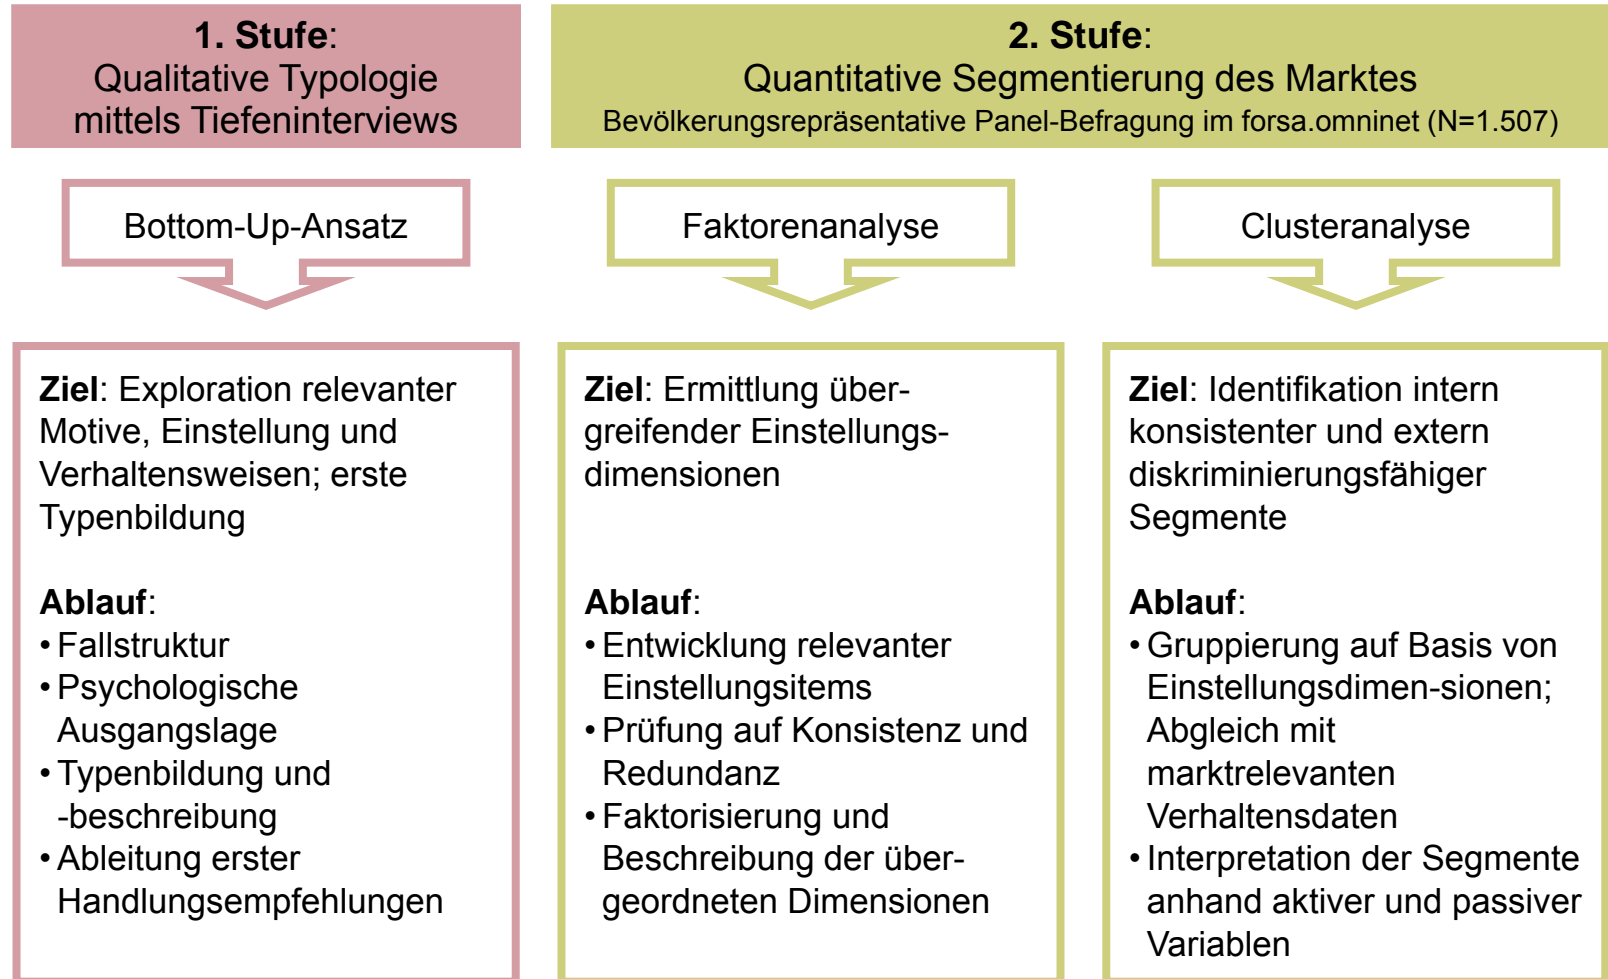 1. Stufe:
Qualitative Typologie
mittels Tiefeninterviews
2. Stufe:
Quantitative Segmentierung des Marktes
Bevölkerungsrepräsentative Panel-Befragung im forsa.omninet (N=1.507)
Bottom-Up-Ansatz
Faktorenanalyse
Clusteranalyse
Ziel: Exploration relevanter
Motive, Einstellung und
Verhaltensweisen; erste
Typenbildung
Ablauf:
• Fallstruktur
• Psychologische
Ausgangslage
• Typenbildung und
-beschreibung
• Ableitung erster
Handlungsempfehlungen
Ziel: Ermittlung über-
greifender Einstellungs-
dimensionen
Ablauf:
• Entwicklung relevanter
Einstellungsitems
• Prüfung auf Konsistenz und
Redundanz
• Faktorisierung und
Beschreibung der über-
geordneten Dimensionen
Ziel: Identifikation intern
konsistenter und extern
diskriminierungsfähiger
Segmente
Ablauf:
• Gruppierung auf Basis von
Einstellungsdimen-sionen;
Abgleich mit
marktrelevanten
Verhaltensdaten
• Interpretation der Segmente
anhand aktiver und passiver
Variablen